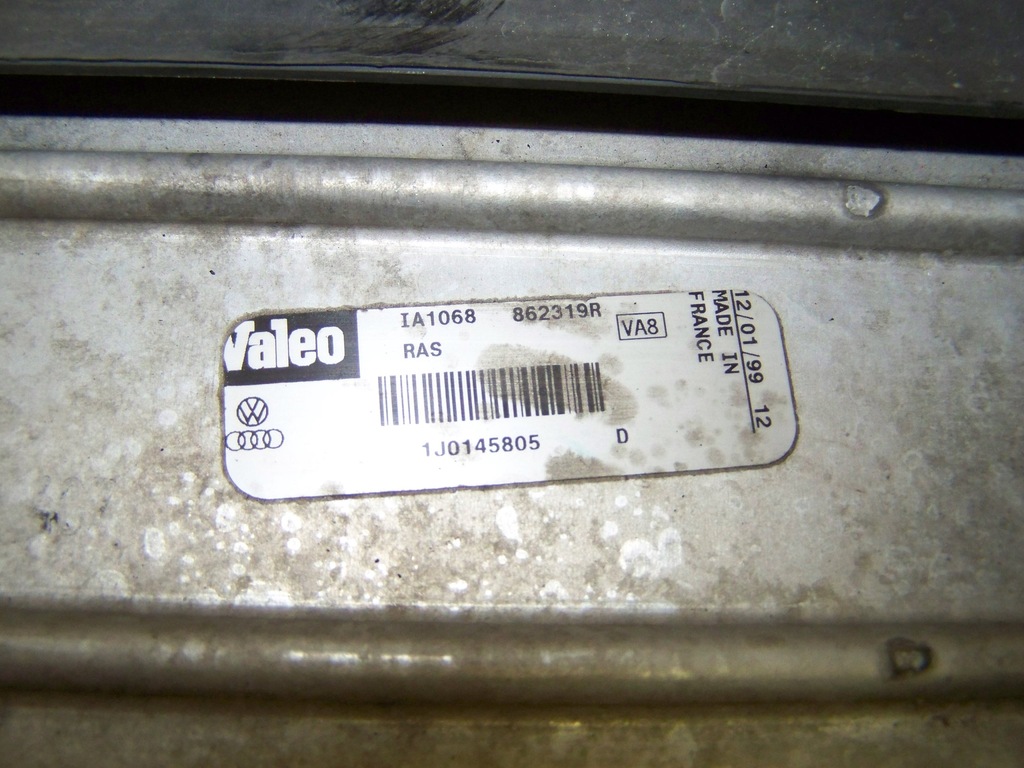 Valeo
IA1068 862319R
RAS
VA8
1J0145805 D
12/01/99 12
MADE IN
FRANCE